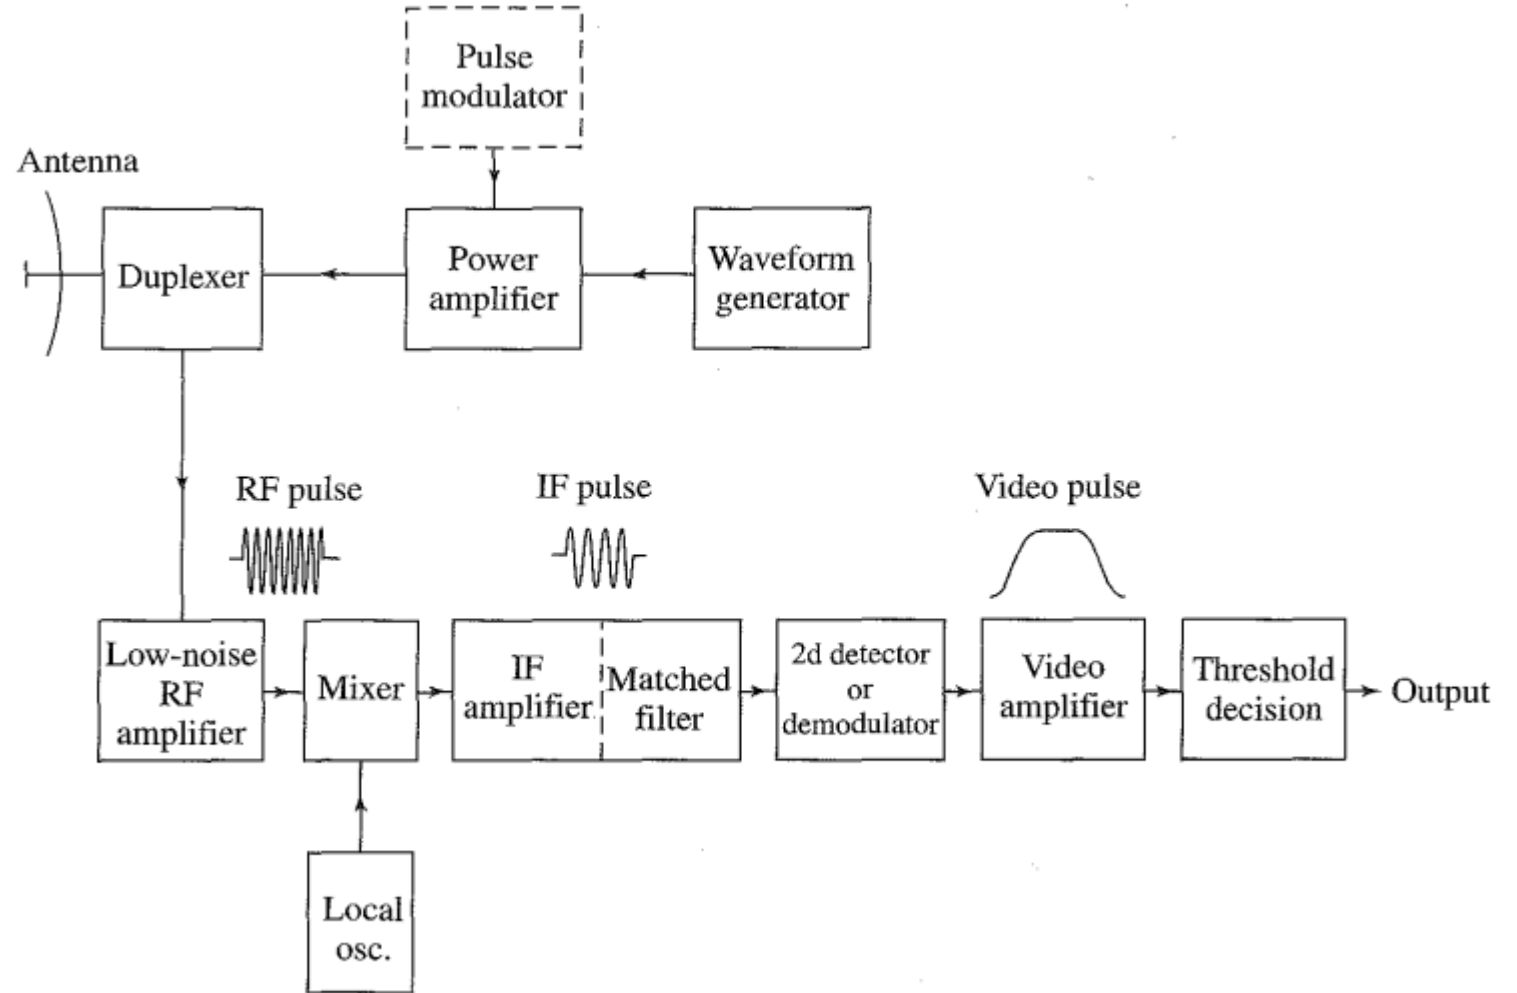 Pulse
modulator
Antenna
Duplexer
Power
amplifier
Waveform
generator
RF pulse
IF pulse
Video pulse
Low-noise
RF
amplifier
Mixer
IF
amplifier
Matched
filter
2d detector
or
demodulator
Video
amplifier
Threshold
decision
Output
Local
osc.